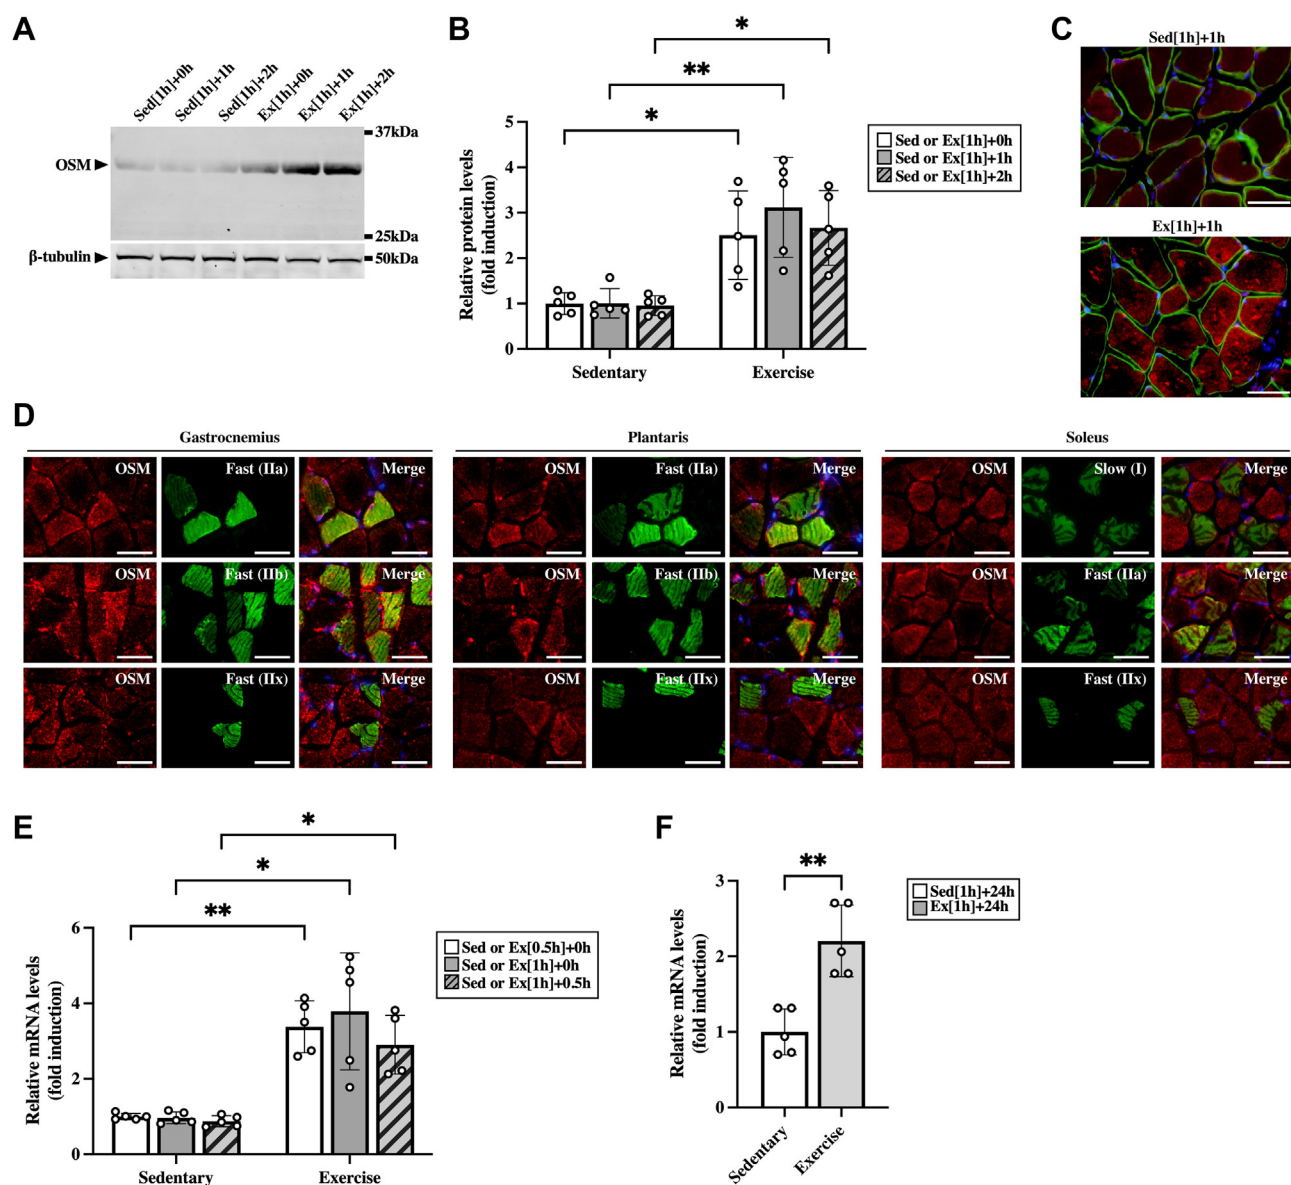 A
Sed[1h]+0h
Sed[1h]+1h
Sed[1h]+2h
Ex[1h]+0h
Ex[1h]+1h
Ex[1h]+2h
37kDa
OSM
25kDa
β-tubulin
50kDa
B
*
**
*
Relative protein levels
(fold induction)
5
4
3
2
1
0
Sedentary
Exercise
Sed or Ex[1h]+0h
Sed or Ex[1h]+1h
Sed or Ex[1h]+2h
C
Sed[1h]+1h
Ex[1h]+1h
D
Gastrocnemius
Plantaris
Soleus
OSM Fast (IIa) Merge
OSM Fast (IIa) Merge
OSM Slow (I) Merge
OSM Fast (IIb) Merge
OSM Fast (IIb) Merge
OSM Fast (IIa) Merge
OSM Fast (IIx) Merge
OSM Fast (IIx) Merge
OSM Fast (IIx) Merge
E
*
*
**
Relative mRNA levels
(fold induction)
6
4
2
0
Sedentary
Exercise
Sed or Ex[0.5h]+0h
Sed or Ex[1h]+0h
Sed or Ex[1h]+0.5h
F
**
Relative mRNA levels
(fold induction)
3
2
1
0
Sedentary
Exercise
Sed[1h]+24h
Ex[1h]+24h